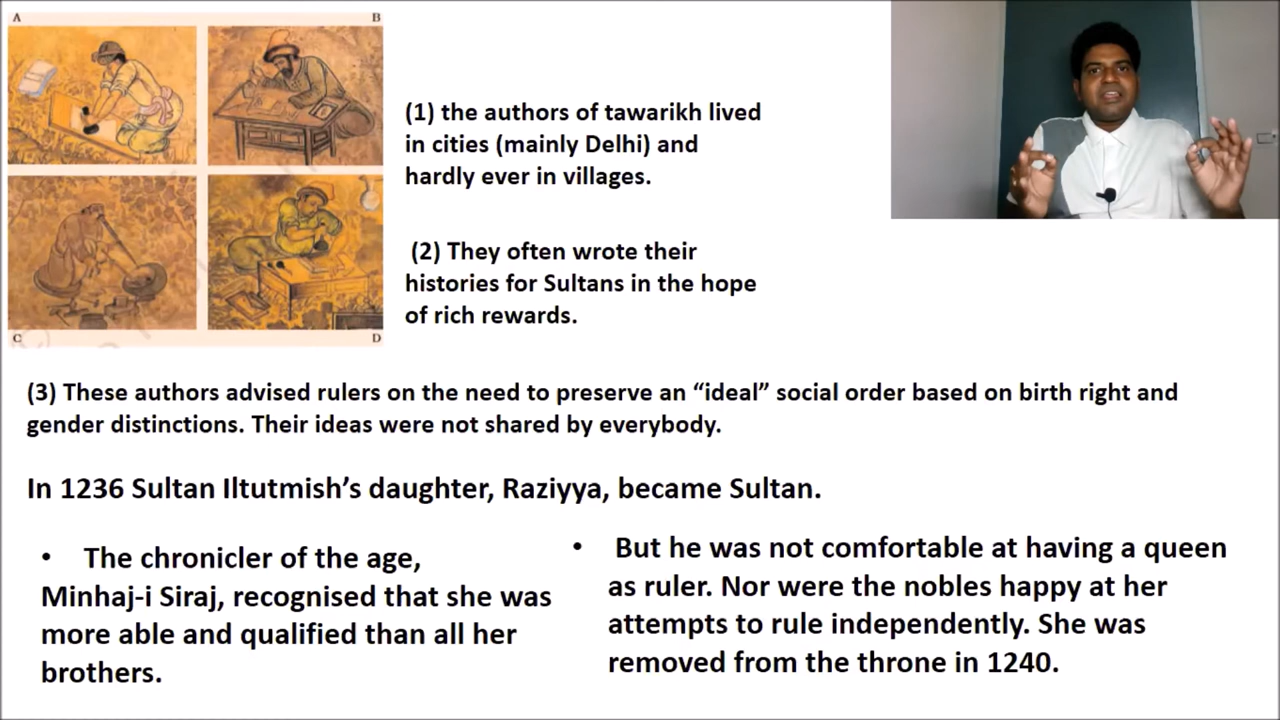 A
B
C
D
(1) the authors of tawarikh lived
in cities (mainly Delhi) and
hardly ever in villages.
(2) They often wrote their
histories for Sultans in the hope
of rich rewards.
(3) These authors advised rulers on the need to preserve an “ideal” social order based on birth right and
gender distinctions. Their ideas were not shared by everybody.
In 1236 Sultan Iltutmish’s daughter, Raziyya, became Sultan.
• The chronicler of the age,
Minhaj-i Siraj, recognised that she was
more able and qualified than all her
brothers.
• But he was not comfortable at having a queen
as ruler. Nor were the nobles happy at her
attempts to rule independently. She was
removed from the throne in 1240.